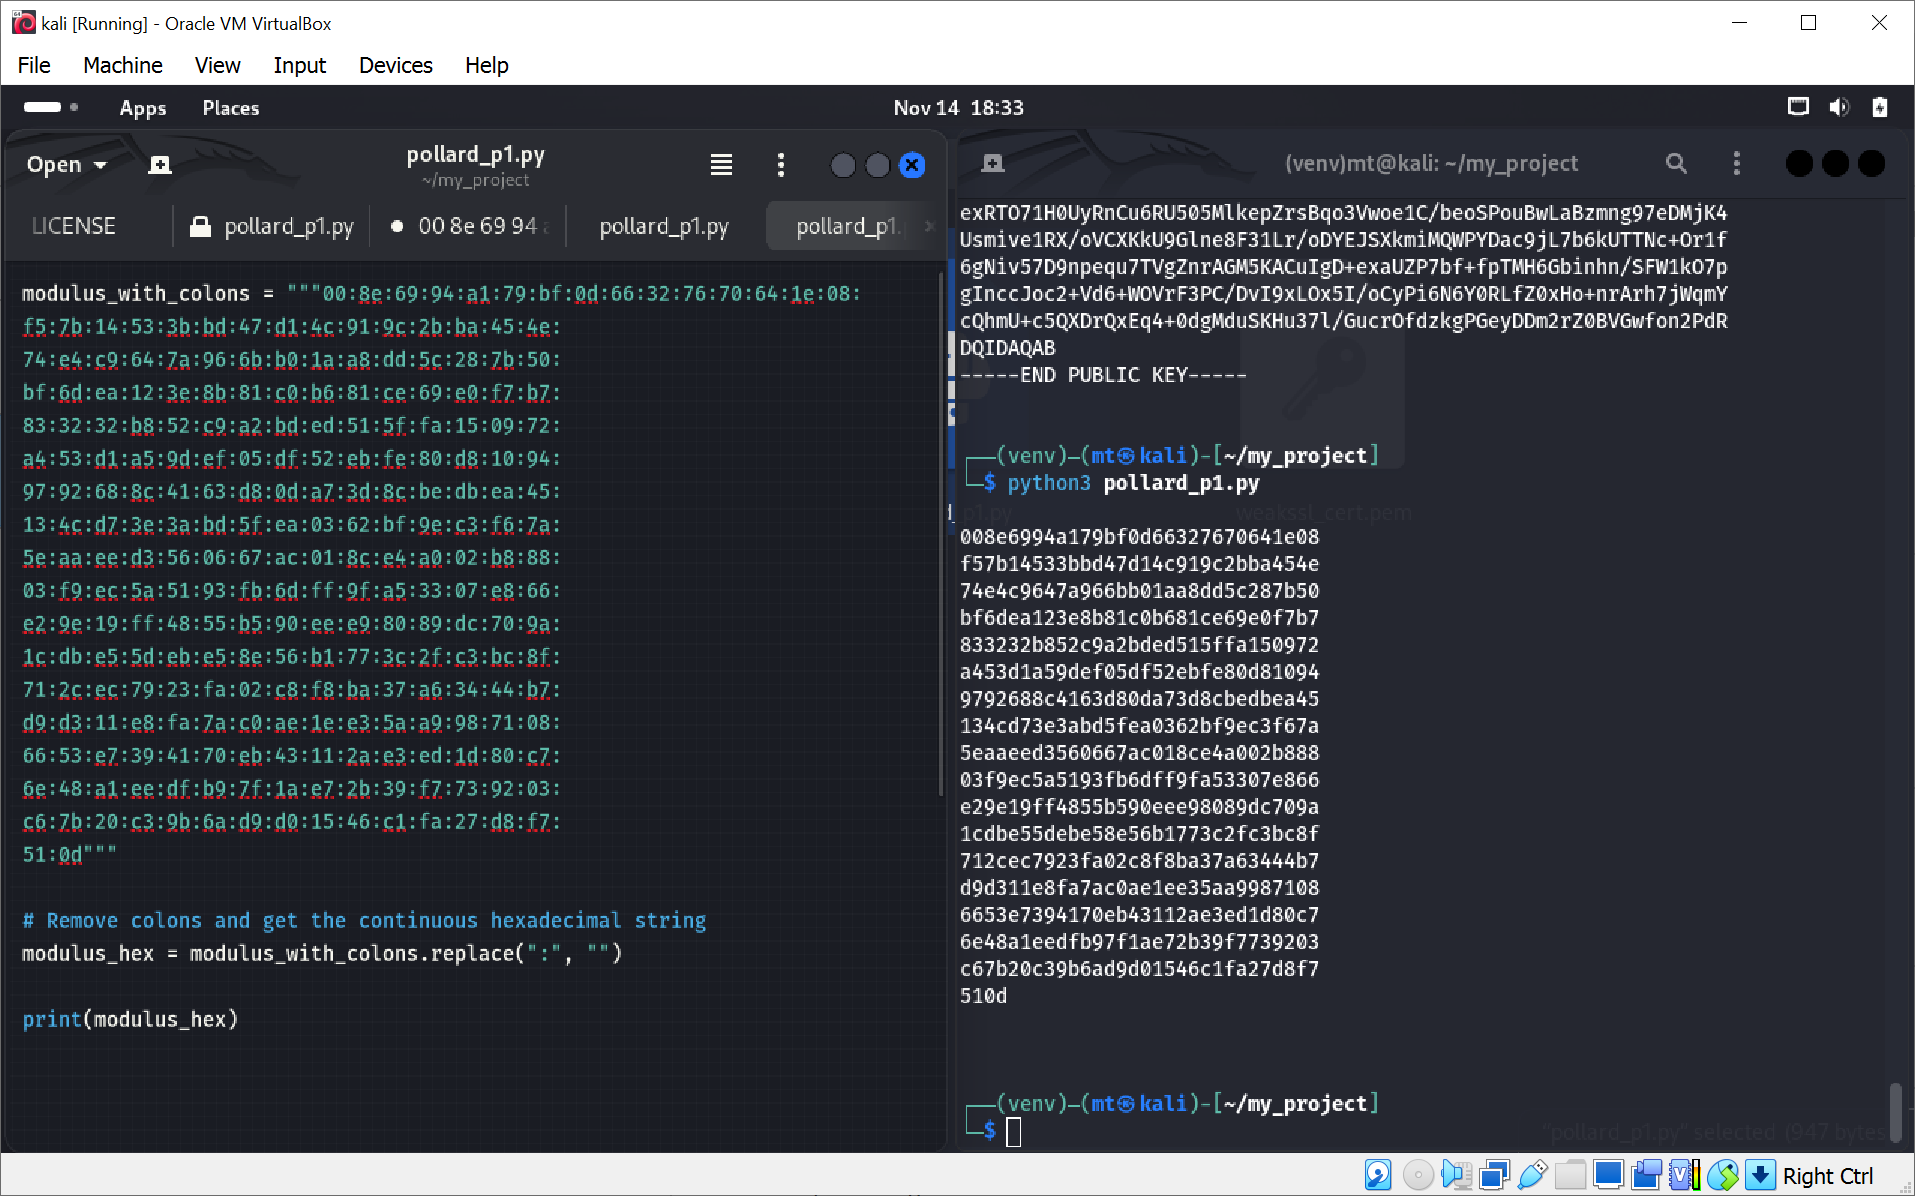 kali [Running] - Oracle VM VirtualBox
File Machine View Input Devices Help
Apps Places Nov 14 18:33
Open pollard_p1.py
~/my_project
LICENSE pollard_p1.py 00 8e 69 94 pollard_p1.py pollard_p1.
modulus_with_colons = """00:8e:69:94:a1:79:bf:0d:66:32:76:70:64:1e:08:
f5:7b:14:53:3b:bd:47:d1:4c:91:9c:2b:ba:45:4e:
74:e4:c9:64:7a:96:6b:b0:1a:a8:dd:5c:28:7b:50:
bf:6d:ea:12:3e:8b:81:c0:b6:81:ce:69:e0:f7:b7:
83:32:32:b8:52:c9:a2:bd:ed:51:5f:fa:15:09:72:
a4:53:d1:a5:9d:ef:05:df:52:eb:fe:80:d8:10:94:
97:92:68:8c:41:63:d8:0d:a7:3d:8c:be:db:ea:45:
13:4c:d7:3e:3a:bd:5f:ea:03:62:bf:9e:c3:f6:7a:
5e:aa:ee:d3:56:06:67:ac:01:8c:e4:a0:02:b8:88:
03:f9:ec:5a:51:93:fb:6d:ff:9f:a5:33:07:e8:66:
e2:9e:19:ff:48:55:b5:90:ee:e9:80:89:dc:70:9a:
1c:db:e5:5d:eb:e5:8e:56:b1:77:3c:2f:c3:bc:8f:
71:2c:ec:79:23:fa:02:c8:f8:ba:37:a6:34:44:b7:
d9:d3:11:e8:fa:7a:c0:ae:1e:e3:5a:a9:98:71:08:
66:53:e7:39:41:70:eb:43:11:2a:e3:ed:1d:80:c7:
6e:48:a1:ee:df:b9:7f:1a:e7:2b:39:f7:73:92:03:
c6:7b:20:c3:9b:6a:d9:d0:15:46:c1:fa:27:d8:f7:
51:0d"""
# Remove colons and get the continuous hexadecimal string
modulus_hex = modulus_with_colons.replace(":", "")
print(modulus_hex)
(venv)mt@kali: ~/my_project
exRTO71H0UyRnCu6RU505MlkepZrsBqo3Vwoe1C/beoSPouBwLaBzmng97eDMjK4
Usmive1RX/oVCXKkU9Glne8F31Lr/oDYEJSXkmiMQWPYDac9jL7b6kUTTNc+Or1f
6gNiv57D9npequ7TVgZnrAGM5KACuIgD+exaUZP7bf+fpTMH6Gbinhn/SFW1kO7p
gInccJoc2+Vd6+WOVrF3PC/DvI9xLOx5I/oCyPi6N6Y0RLfZ0xHo+nrArh7jWqmY
cQhmU+c5QXDrQxEq4+0dgMduSKHu37l/GucrOfdzkgPGeyDDm2rZ0BVGwfon2PdR
DQIDAQAB
-----END PUBLIC KEY-----
(venv)-(mt㉿kali)-[~/my_project]
$ python3 pollard_p1.py
_p1.py weakssl_cert.pem
008e6994a179bf0d66327670641e08
f57b14533bbd47d14c919c2bba454e
74e4c9647a966bb01aa8dd5c287b50
bf6dea123e8b81c0b681ce69e0f7b7
833232b852c9a2bded515ffa150972
a453d1a59def05df52ebfe80d81094
9792688c4163d80da73d8cbedbea45
134cd73e3abd5fea0362bf9ec3f67a
5eaaeed3560667ac018ce4a002b888
03f9ec5a5193fb6dff9fa53307e866
e29e19ff4855b590eee98089dc709a
1cdbe55debe58e56b1773c2fc3bc8f
712cec7923fa02c8f8ba37a63444b7
d9d311e8fa7ac0ae1ee35aa9987108
6653e7394170eb43112ae3ed1d80c7
6e48a1eedfb97f1ae72b39f7739203
c67b20c39b6ad9d01546c1fa27d8f7
510d
(venv)-(mt㉿kali)-[~/my_project]
$
"pollard_p1.py" selected (947 bytes
Right Ctrl